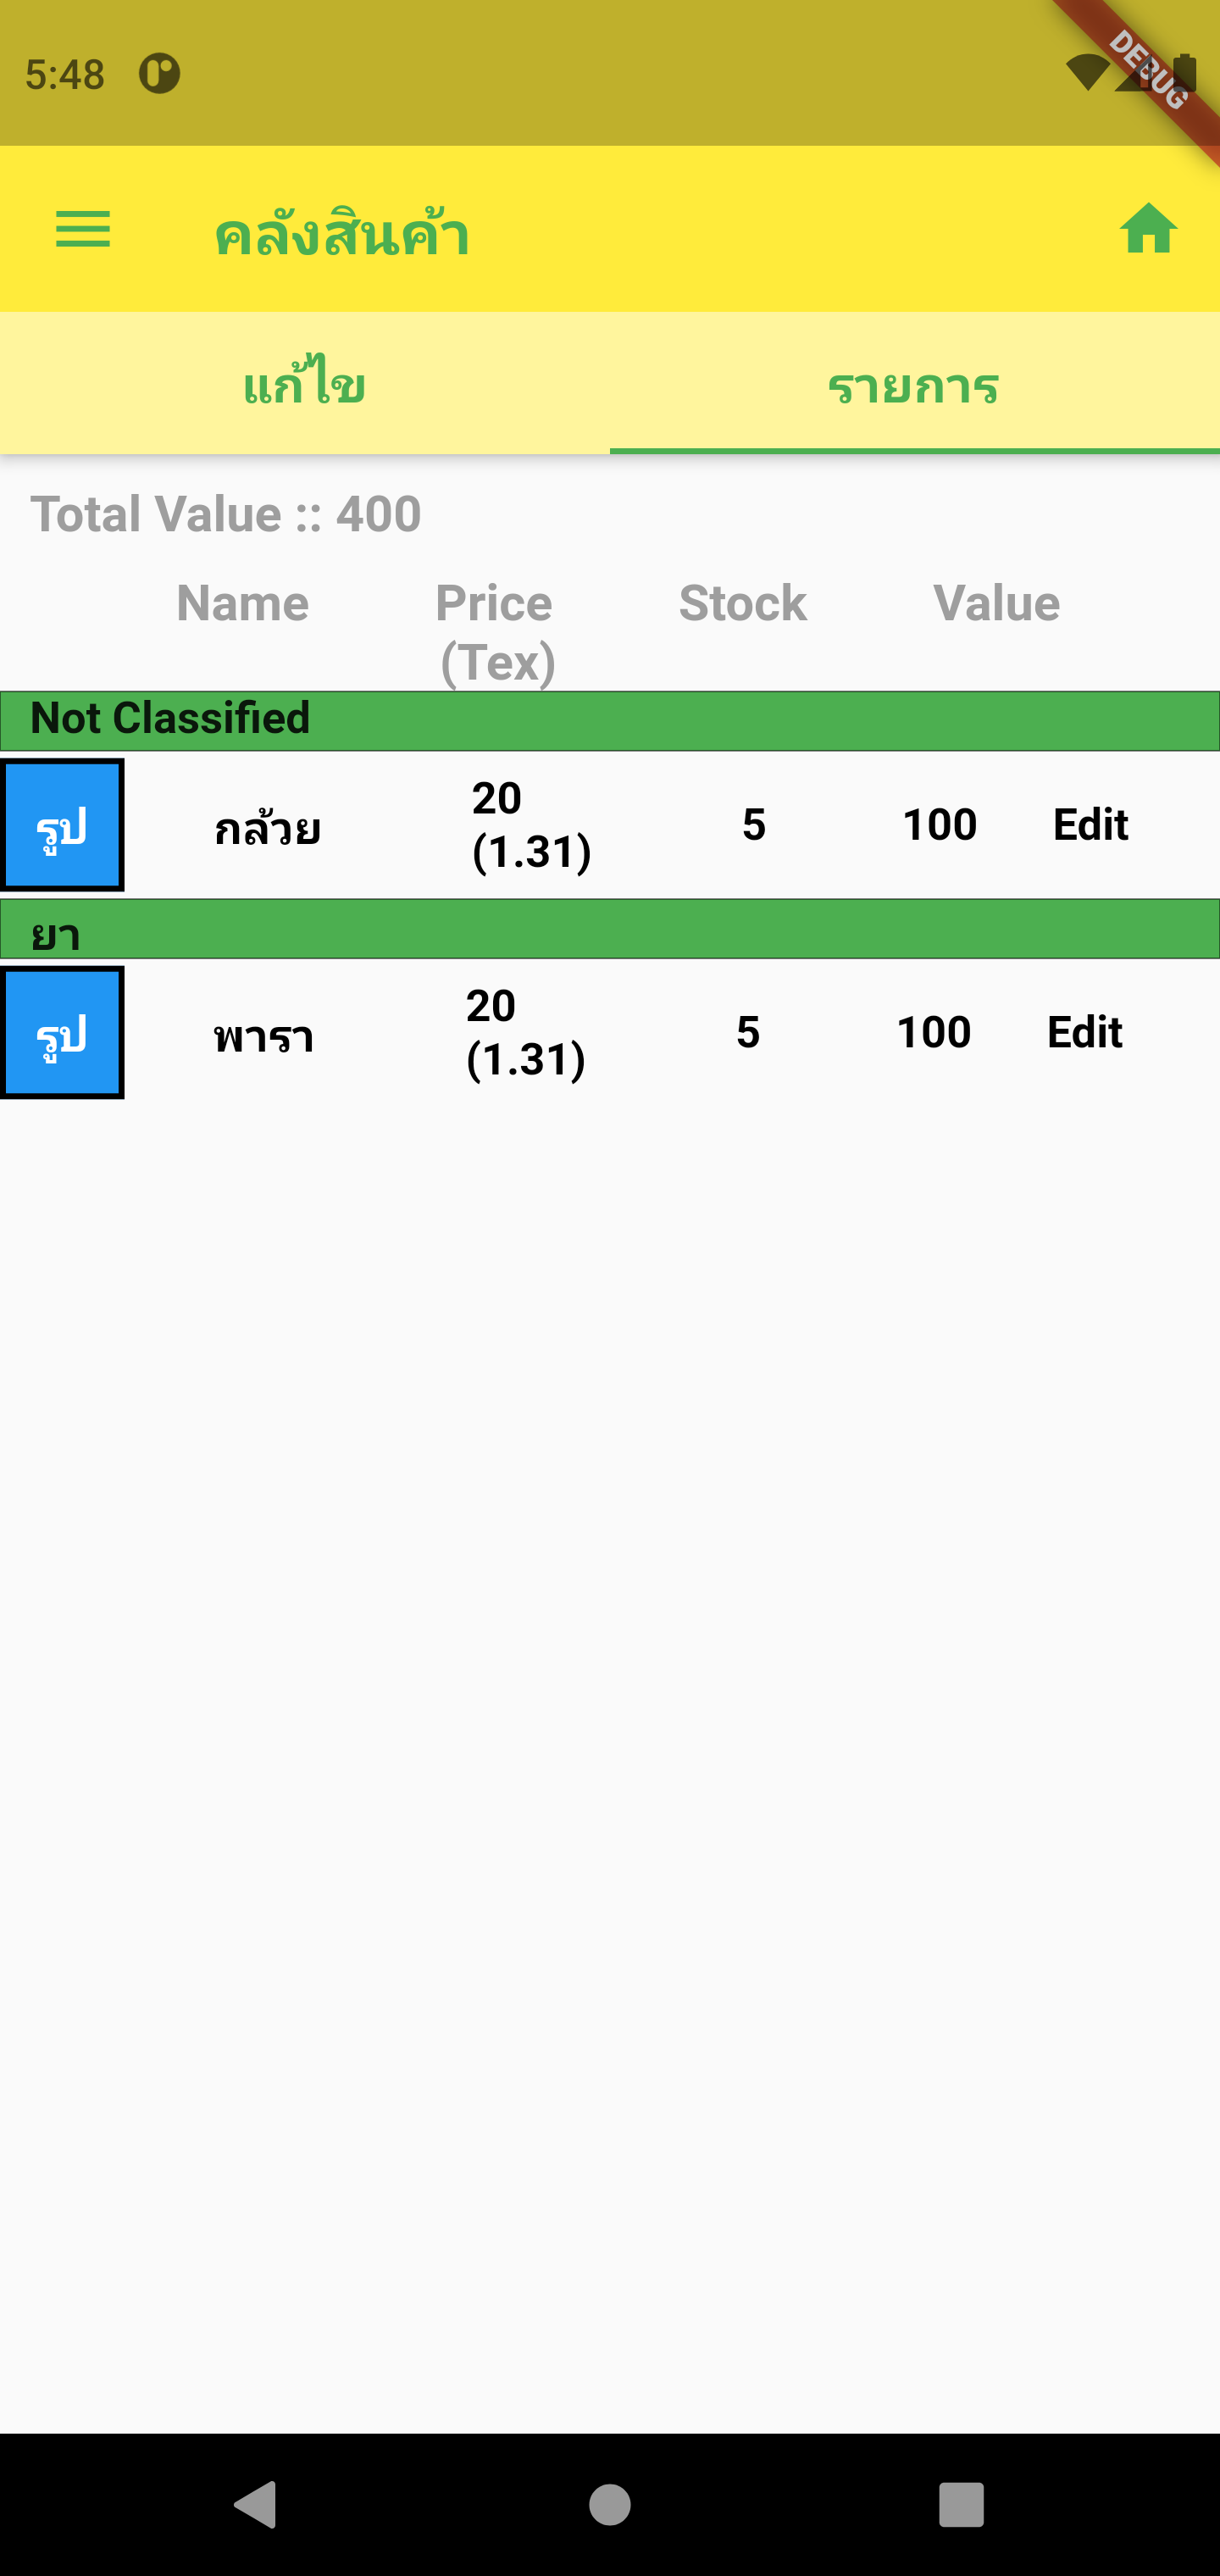 5:48
DEBUG
คลังสินค้า
แก้ไข รายการ
Total Value :: 400
Name Price Stock Value
(Tex)
Not Classified
รูป กล้วย 20 5 100 Edit
(1.31)
ยา
รูป พารา 20 5 100 Edit
(1.31)